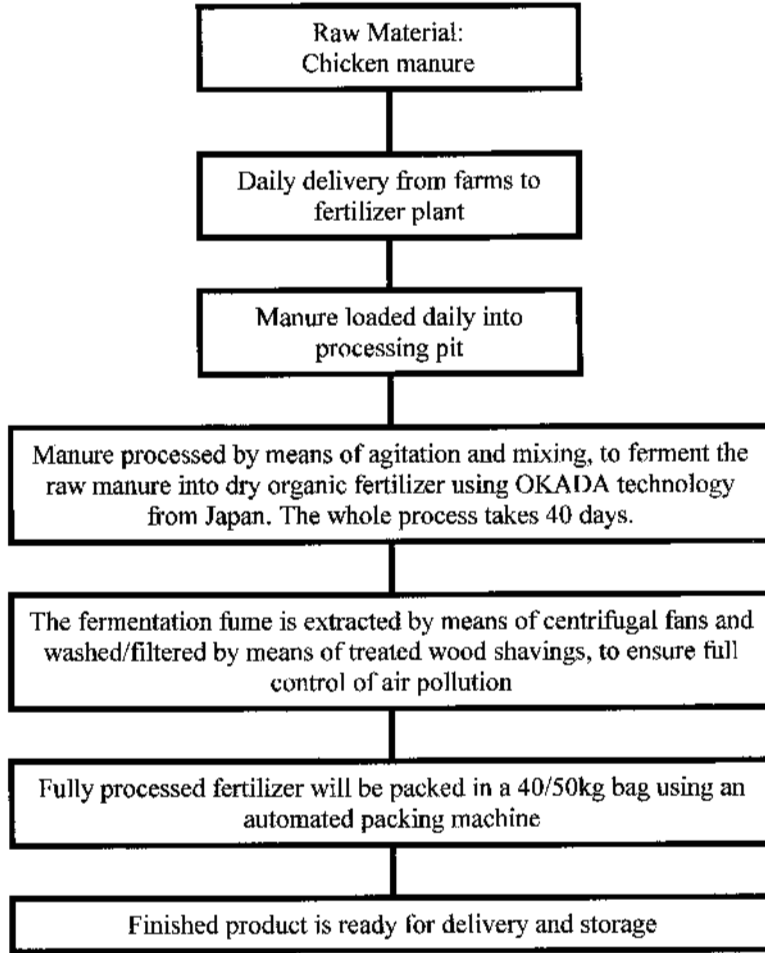 Raw Material:
Chicken manure
Daily delivery from farms to
fertilizer plant
Manure loaded daily into
processing pit
Manure processed by means of agitation and mixing, to ferment the
raw manure into dry organic fertilizer using OKADA technology
from Japan. The whole process takes 40 days.
The fermentation fume is extracted by means of centrifugal fans and
washed/filtered by means of treated wood shavings, to ensure full
control of air pollution
Fully processed fertilizer will be packed in a 40/50kg bag using an
automated packing machine
Finished product is ready for delivery and storage